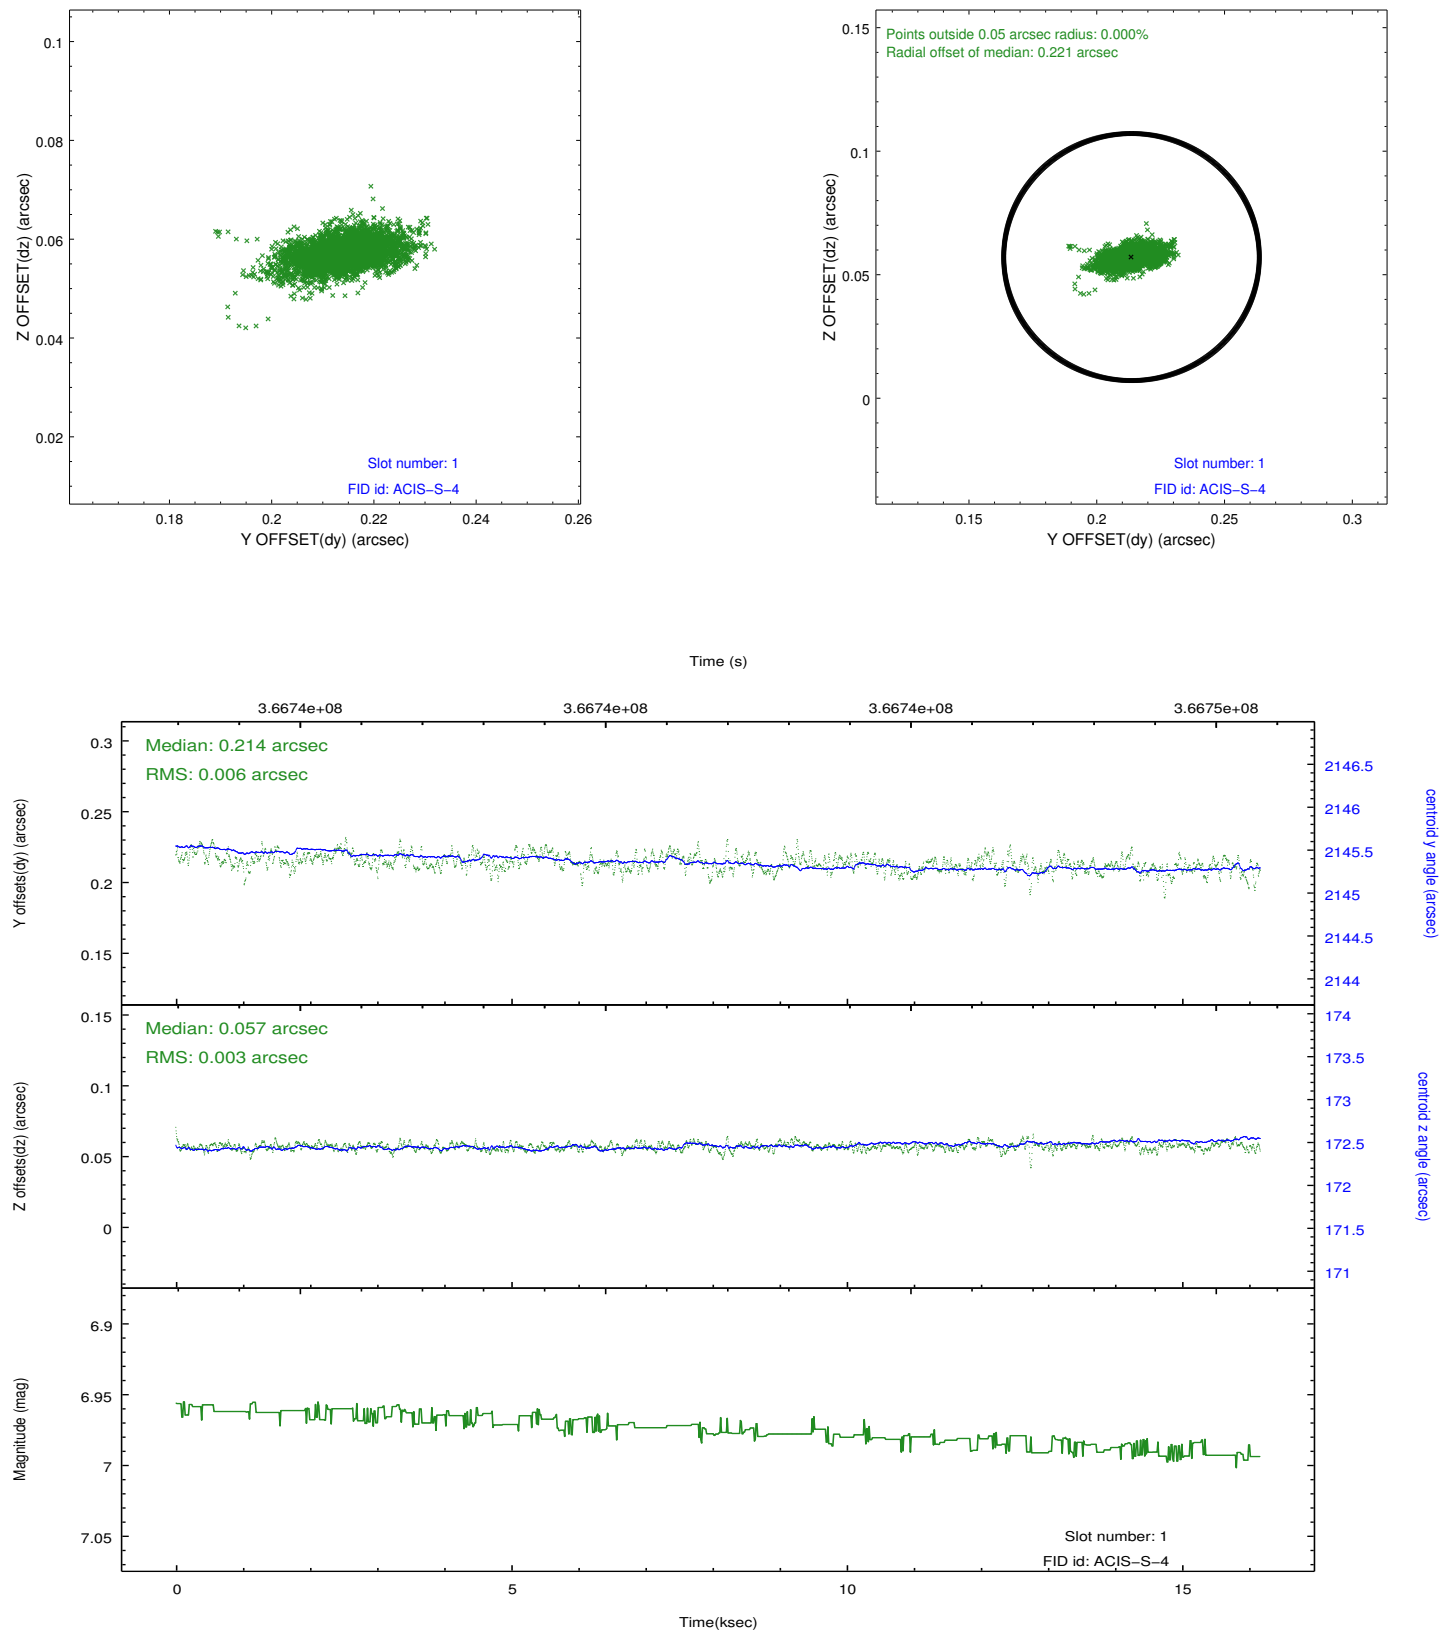 0.1
0.08
0.06
0.04
0.02
Z OFFSET(dz) (arcsec)
Slot number: 1
FID id: ACIS−S−4
0.18 0.2 0.22 0.24 0.26
Y OFFSET(dy) (arcsec)
Points outside 0.05 arcsec radius: 0.000%
Radial offset of median: 0.221 arcsec
0.15
0.1
0.05
0
Z OFFSET(dz) (arcsec)
Slot number: 1
FID id: ACIS−S−4
0.15 0.2 0.25 0.3
Y OFFSET(dy) (arcsec)
Time (s)
3.6674e+08 3.6674e+08 3.6674e+08 3.6675e+08
Median: 0.214 arcsec
RMS: 0.006 arcsec
0.3
0.25
0.2
0.15
Y offsets(dy) (arcsec)
2146.5
2146
2145.5
2145
2144.5
2144
centroid y angle (arcsec)
Median: 0.057 arcsec
RMS: 0.003 arcsec
0.15
0.1
0.05
0
Z offsets(dz) (arcsec)
174
173.5
173
172.5
172
171.5
171
centroid z angle (arcsec)
6.9
6.95
7
7.05
Magnitude (mag)
Slot number: 1
FID id: ACIS−S−4
0 5 10 15
Time(ksec)